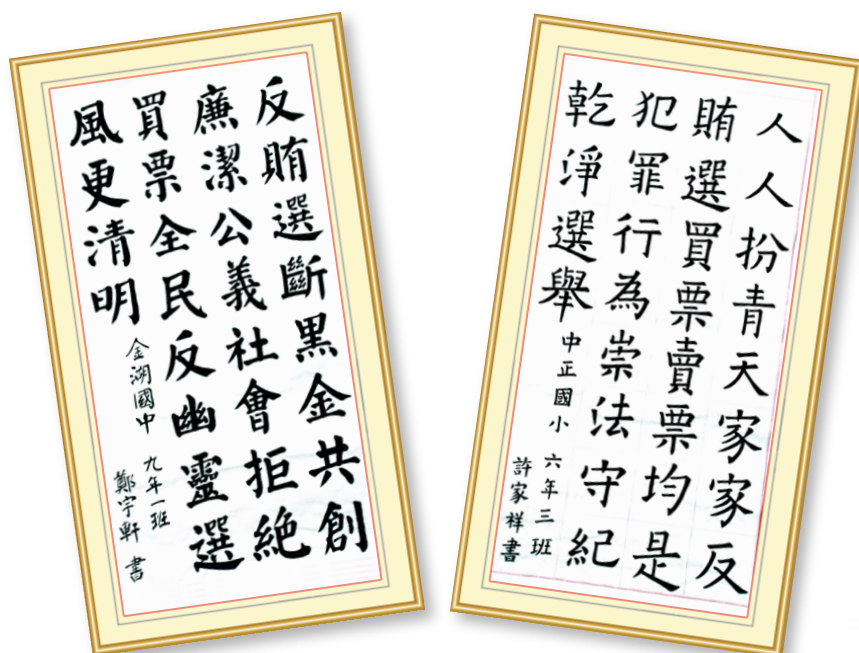 人人扮青天家家反
賄選買票賣票均是
犯罪行為崇法守紀
乾淨選舉
中正國小 六年三班
許家祥書
反賄選斷黑金共創
廉潔公義社會拒絶
買票全民反幽靈選
風更清明
金湖國中 九年一班
鄭宇軒 書